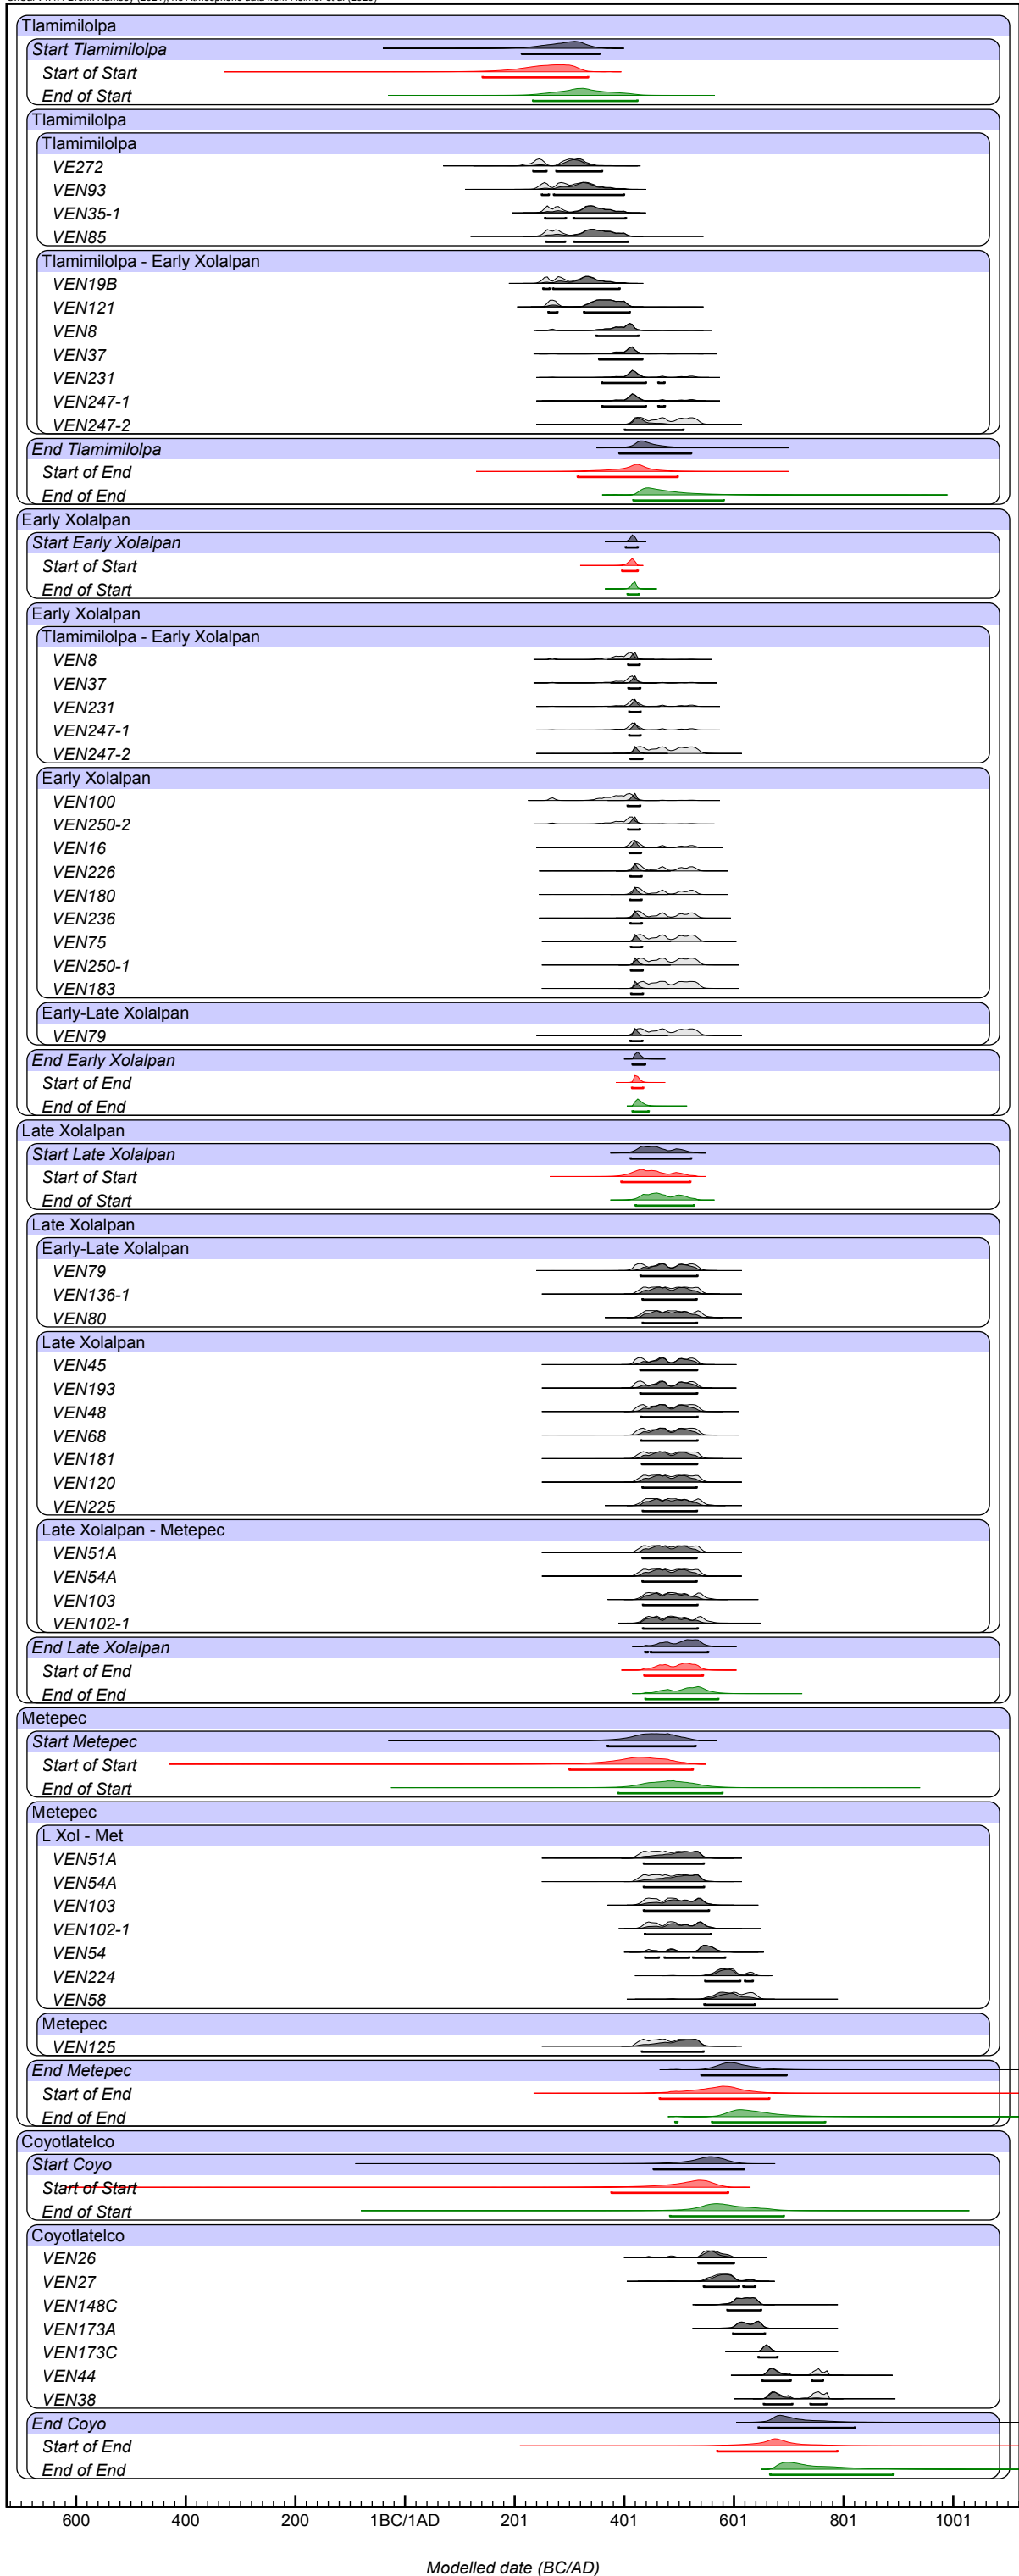 Tlamimilolpa
Start Tlamimilolpa
Start of Start
End of Start
Tlamimilolpa
Tlamimilolpa
VE272
VEN93
VEN35-1
VEN85
Tlamimilolpa - Early Xolalpan
VEN19B
VEN121
VEN8
VEN37
VEN231
VEN247-1
VEN247-2
End Tlamimilolpa
Start of End
End of End
Early Xolalpan
Start Early Xolalpan
Start of Start
End of Start
Early Xolalpan
Tlamimilolpa - Early Xolalpan
VEN8
VEN37
VEN231
VEN247-1
VEN247-2
Early Xolalpan
VEN100
VEN250-2
VEN16
VEN226
VEN180
VEN236
VEN75
VEN250-1
VEN183
Early-Late Xolalpan
VEN79
End Early Xolalpan
Start of End
End of End
Late Xolalpan
Start Late Xolalpan
Start of Start
End of Start
Late Xolalpan
Early-Late Xolalpan
VEN79
VEN136-1
VEN80
Late Xolalpan
VEN45
VEN193
VEN48
VEN68
VEN181
VEN120
VEN225
Late Xolalpan - Metepec
VEN51A
VEN54A
VEN103
VEN102-1
End Late Xolalpan
Start of End
End of End
Metepec
Start Metepec
Start of Start
End of Start
Metepec
L Xol - Met
VEN51A
VEN54A
VEN103
VEN102-1
VEN54
VEN224
VEN58
Metepec
VEN125
End Metepec
Start of End
End of End
Coyotlatelco
Start Coyo
Start of Start
End of Start
Coyotlatelco
VEN26
VEN27
VEN148C
VEN173A
VEN173C
VEN44
VEN38
End Coyo
Start of End
End of End
600 400 200 1BC/1AD 201 401 601 801 1001
Modelled date (BC/AD)